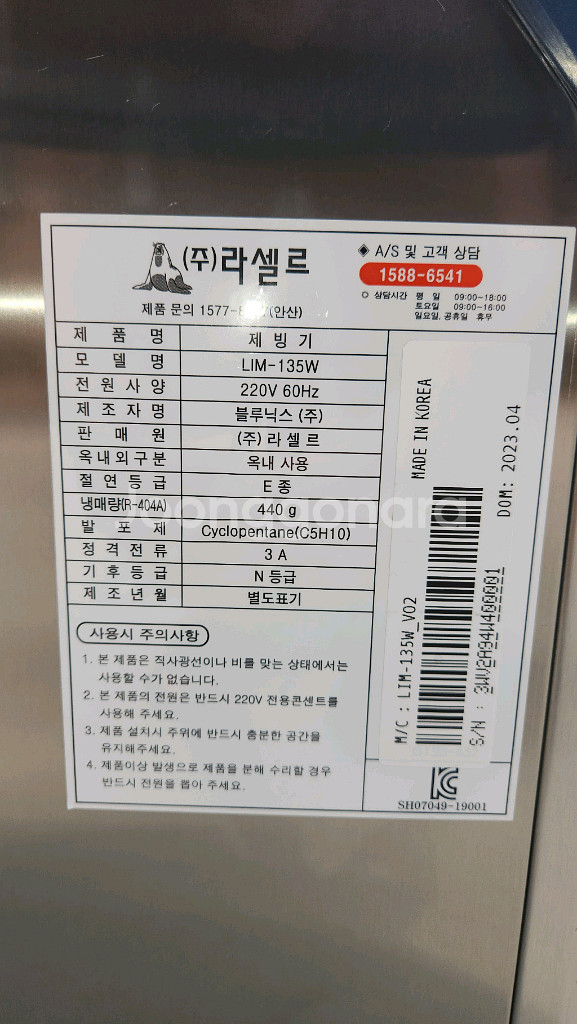 (주)라셀르
제품 문의 1577- (안산)
◈ A/S 및 고객 상담
1588-6541
○ 상담시간 평 일 09:00~18:00
토요일 09:00~16:00
일요일, 공휴일 휴무
제 품 명 제 빙 기
모 델 명 LIM-135W
전 원 사 양 220V 60Hz
제 조 자 명 블루닉스 (주)
판 매 원 (주) 라 셀 르
옥내외구분 옥내 사용
절 연 등 급 E 종
냉매량(R-404A) 440 g
발 포 제 Cyclopentane(C5H10)
정 격 전 류 3 A
기 후 등 급 N 등급
제 조 년 월 별도표기
사용시 주의사항
1. 본 제품은 직사광선이나 비를 맞는 상태에서는
사용할 수가 없습니다.
2. 본 제품의 전원은 반드시 220V 전용콘센트를
사용해 주세요.
3. 제품 설치시 주위에 반드시 충분한 공간을
유지해주세요.
4. 제품이상 발생으로 제품을 분해 수리할 경우
반드시 전원을 뽑아 주세요.
MADE IN KOREA
DOM: 2023.04
M/C : LIM-135W_V02
S/N : 3WV2A94W400001
SH07049-19001
joonggonara